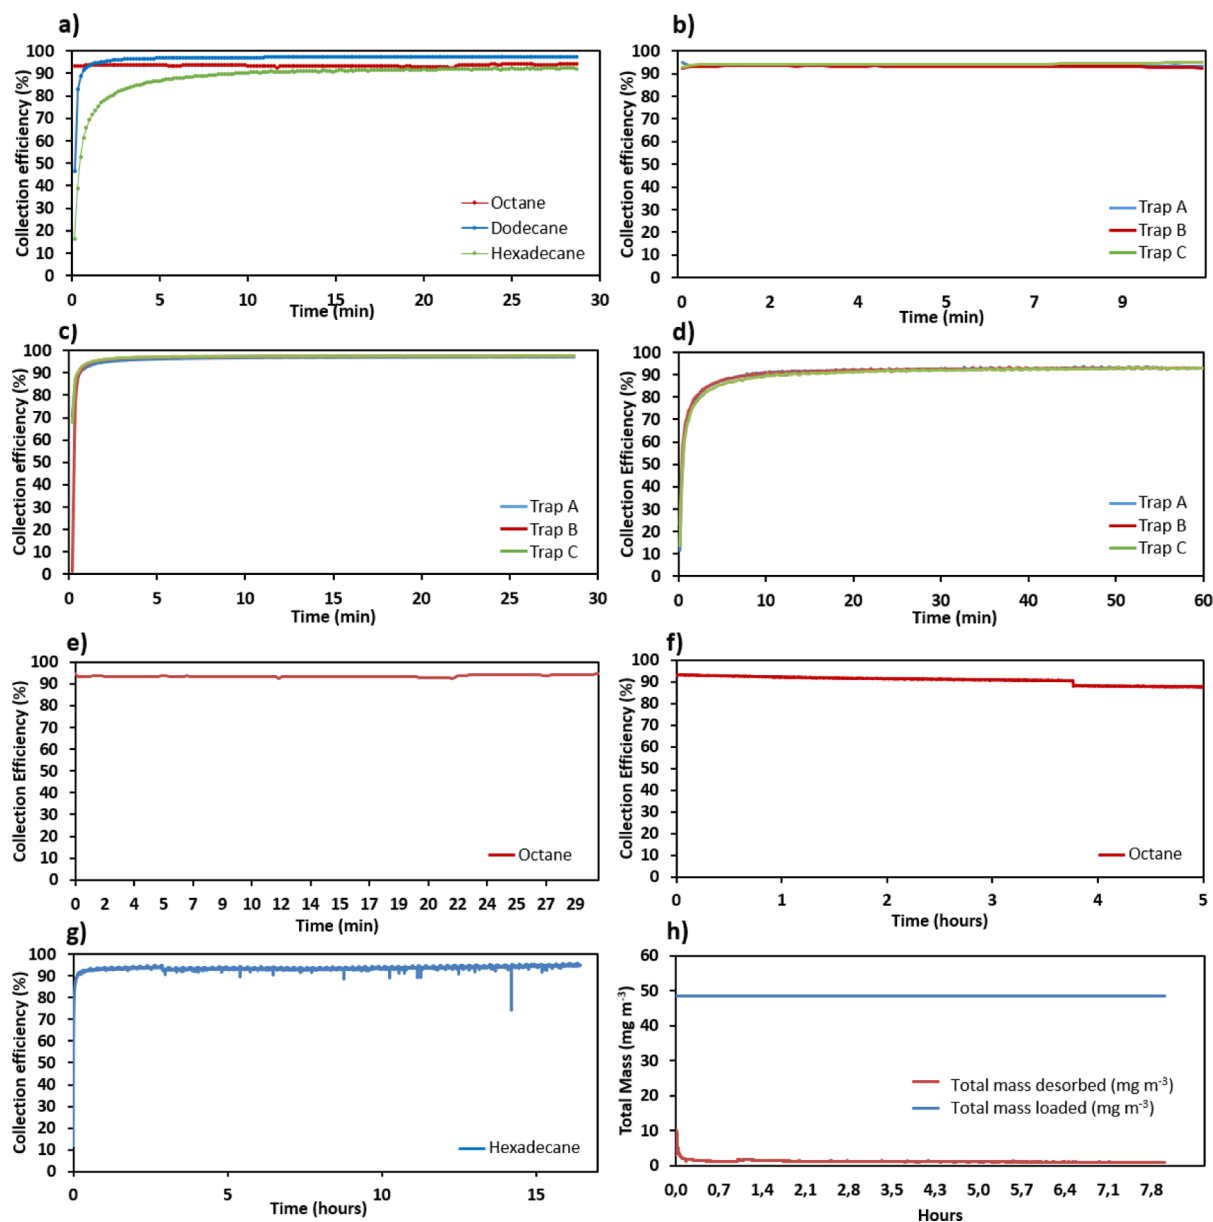 a)
Collection efficiency (%)
100
90
80
70
60
50
40
30
20
10
0
Octane
Dodecane
Hexadecane
0 5 10 15 20 25 30
Time (min)
b)
Collection efficiency (%)
100
90
80
70
60
50
40
30
20
10
0
Trap A
Trap B
Trap C
0 2 4 5 7 9
Time (min)
c)
Collection efficiency (%)
100
90
80
70
60
50
40
30
20
10
0
Trap A
Trap B
Trap C
0 5 10 15 20 25 30
Time (min)
d)
Collection Efficiency (%)
100
90
80
70
60
50
40
30
20
10
0
Trap A
Trap B
Trap C
0 10 20 30 40 50 60
Time (min)
e)
Collection Efficiency (%)
100
90
80
70
60
50
40
30
20
10
0
Octane
0 2 4 5 7 9 10 12 14 15 17 19 20 22 24 25 27 29
Time (min)
f)
Collection Efficiency (%)
100
90
80
70
60
50
40
30
20
10
0
Octane
0 1 2 3 4 5
Time (hours)
g)
Collection efficiency (%)
100
90
80
70
60
50
40
30
20
10
0
Hexadecane
0 5 10 15
Time (hours)
h)
Total Mass (mg m⁻³)
60
50
40
30
20
10
0
Total mass desorbed (mg m⁻³)
Total mass loaded (mg m⁻³)
0,0 0,7 1,4 2,1 2,8 3,5 4,3 5,0 5,7 6,4 7,1 7,8
Hours